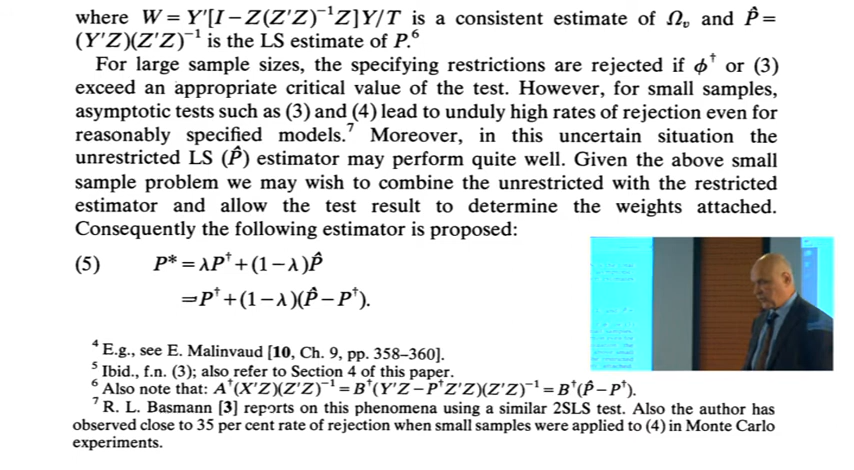 where W = Y'[I − Z(Z'Z)⁻¹Z]Y/T is a consistent estimate of Ωᵥ and P̂ =
(Y'Z)(Z'Z)⁻¹ is the LS estimate of P.⁶
For large sample sizes, the specifying restrictions are rejected if ϕ† or (3)
exceed an appropriate critical value of the test. However, for small samples,
asymptotic tests such as (3) and (4) lead to unduly high rates of rejection even for
reasonably specified models.⁷ Moreover, in this uncertain situation the
unrestricted LS (P̂) estimator may perform quite well. Given the above small
sample problem we may wish to combine the unrestricted with the restricted
estimator and allow the test result to determine the weights attached.
Consequently the following estimator is proposed:
(5) P* = λP† + (1 − λ)P̂
= P† + (1 − λ)(P̂ − P†).
⁴ E.g., see E. Malinvaud [10, Ch. 9, pp. 358–360].
⁵ Ibid., f.n. (3); also refer to Section 4 of this paper.
⁶ Also note that: A†(X'Z)(Z'Z)⁻¹ = B†(Y'Z − P†Z'Z)(Z'Z)⁻¹ = B†(P̂ − P†).
⁷ R. L. Basmann [3] reports on this phenomena using a similar 2SLS test. Also the author has
observed close to 35 per cent rate of rejection when small samples were applied to (4) in Monte Carlo
experiments.